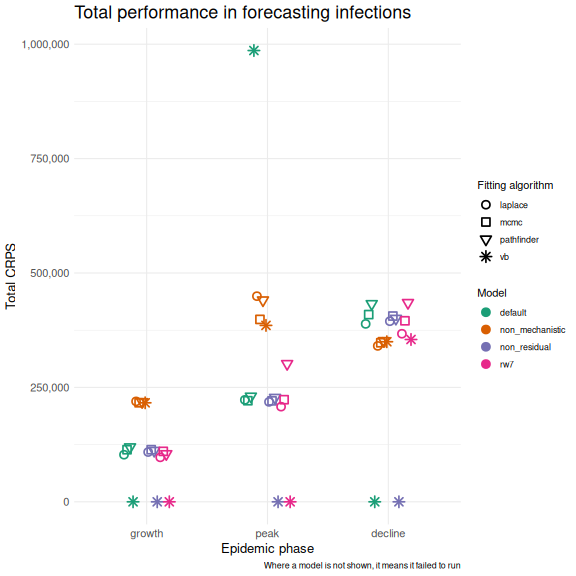 Total performance in forecasting infections
1,000,000
750,000
500,000
250,000
0
Total CRPS
growth
peak
decline
Epidemic phase
Where a model is not shown, it means it failed to run
Fitting algorithm
laplace
mcmc
pathfinder
vb
Model
default
non_mechanistic
non_residual
rw7